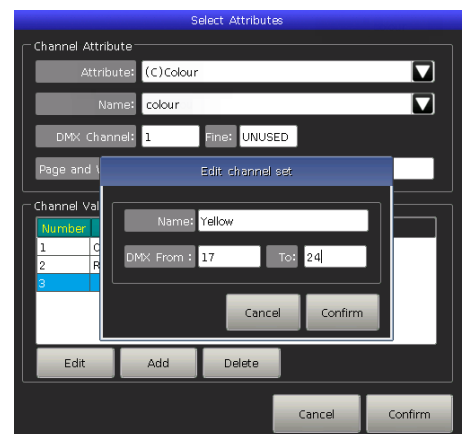 Select Attributes
Channel Attribute
Attribute: (C)Colour
Name: colour
DMX Channel: 1 Fine: UNUSED
Page and
Edit channel set
Channel Val
Name: Yellow
Number
DMX From : 17 To: 24
1
2 R
3
Cancel Confirm
Edit Add Delete
Cancel Confirm